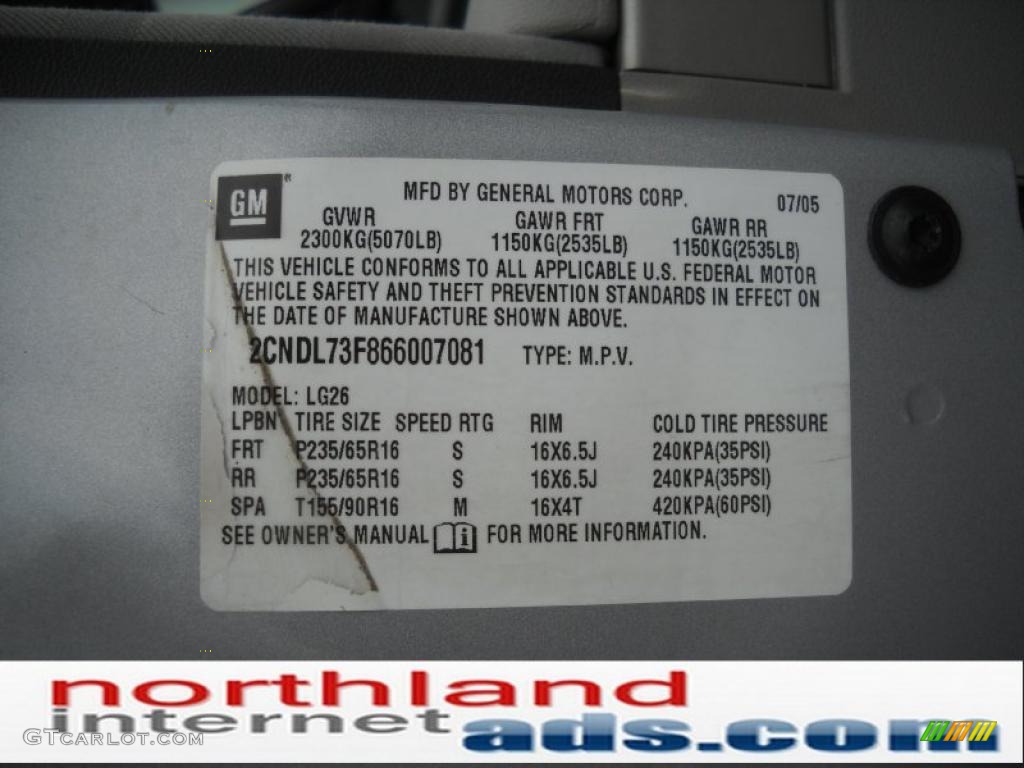 GM ®
MFD BY GENERAL MOTORS CORP. 07/05
GVWR GAWR FRT GAWR RR
2300KG(5070LB) 1150KG(2535LB) 1150KG(2535LB)
THIS VEHICLE CONFORMS TO ALL APPLICABLE U.S. FEDERAL MOTOR
VEHICLE SAFETY AND THEFT PREVENTION STANDARDS IN EFFECT ON
THE DATE OF MANUFACTURE SHOWN ABOVE.
2CNDL73F866007081 TYPE: M.P.V.
MODEL: LG26
LPBN TIRE SIZE SPEED RTG RIM COLD TIRE PRESSURE
FRT P235/65R16 S 16X6.5J 240KPA(35PSI)
RR P235/65R16 S 16X6.5J 240KPA(35PSI)
SPA T155/90R16 M 16X4T 420KPA(60PSI)
SEE OWNER'S MANUAL i FOR MORE INFORMATION.
northland
internet
ads.com
GTCARLOT.COM